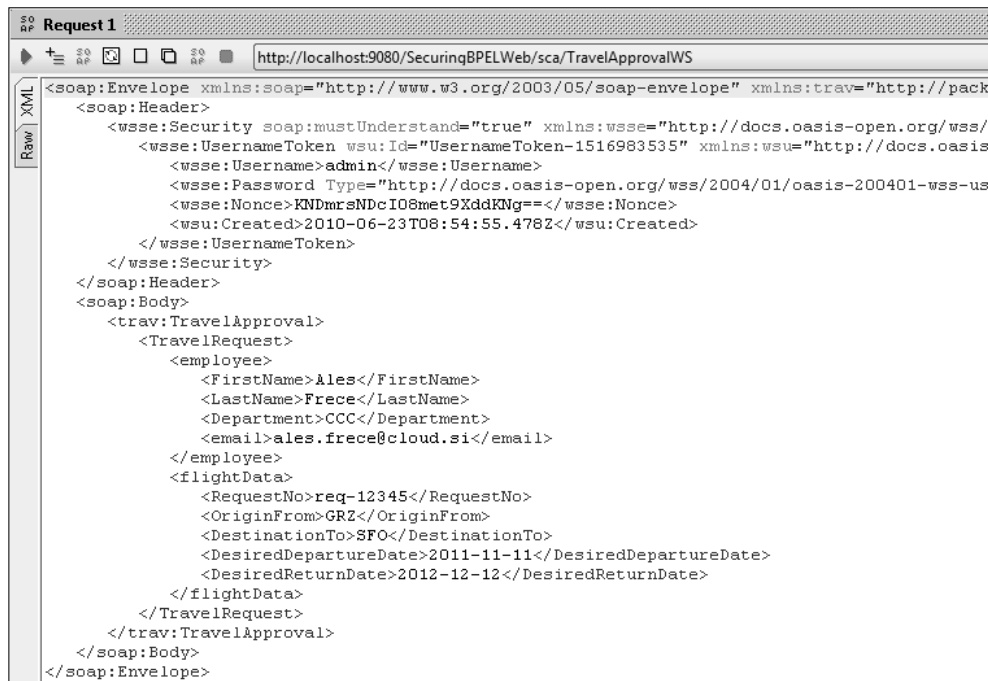 SO AP Request 1
SO AP SO AP http://localhost:9080/SecuringBPELWeb/sca/TravelApprovalWS
XML
Raw
<soap:Envelope xmlns:soap="http://www.w3.org/2003/05/soap-envelope" xmlns:trav="http://pack
<soap:Header>
<wsse:Security soap:mustUnderstand="true" xmlns:wsse="http://docs.oasis-open.org/wss/
<wsse:UsernameToken wsu:Id="UsernameToken-1516983535" xmlns:wsu="http://docs.oasis
<wsse:Username>admin</wsse:Username>
<wsse:Password Type="http://docs.oasis-open.org/wss/2004/01/oasis-200401-wss-us
<wsse:Nonce>KNDmrsNDcIO8met9XddKNg==</wsse:Nonce>
<wsu:Created>2010-06-23T08:54:55.478Z</wsu:Created>
</wsse:UsernameToken>
</wsse:Security>
</soap:Header>
<soap:Body>
<trav:TravelApproval>
<TravelRequest>
<employee>
<FirstName>Ales</FirstName>
<LastName>Frece</LastName>
<Department>CCC</Department>
<email>ales.frece@cloud.si</email>
</employee>
<flightData>
<RequestNo>req-12345</RequestNo>
<OriginFrom>GRZ</OriginFrom>
<DestinationTo>SFO</DestinationTo>
<DesiredDepartureDate>2011-11-11</DesiredDepartureDate>
<DesiredReturnDate>2012-12-12</DesiredReturnDate>
</flightData>
</TravelRequest>
</trav:TravelApproval>
</soap:Body>
</soap:Envelope>